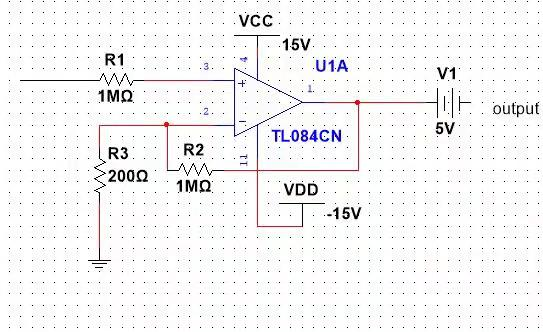 VCC
15V
R1
1MΩ
3
4
U1A
1
2
TL084CN
11
V1
5V
output
R3
200Ω
R2
1MΩ
VDD
-15V